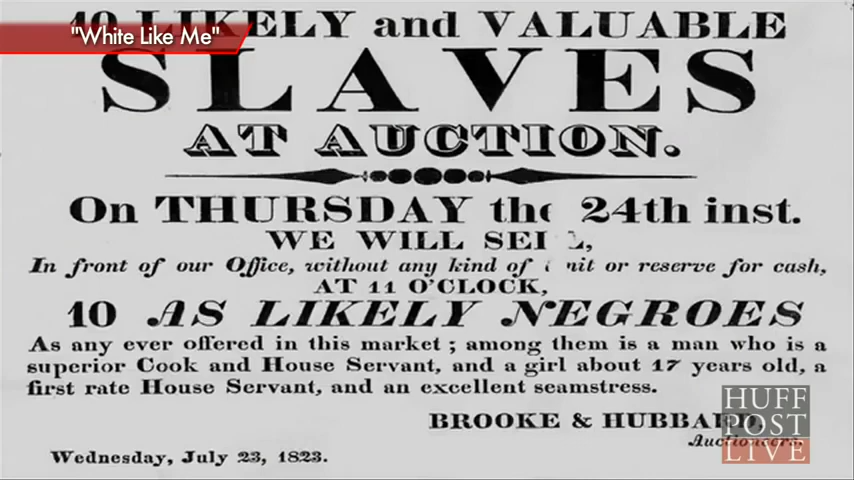 "White Like Me"
10 LIKELY and VALUABLE
SLAVES
AT AUCTION.
On THURSDAY the 24th inst.
WE WILL SELL,
In front of our Office, without any kind of or reserve for cash,
AT 11 O'CLOCK,
10 AS LIKELY NEGROES
As any ever offered in this market; among them is a man who is a
superior Cook and House Servant, and a girl about 17 years old, a
first rate House Servant, and an excellent seamstress.
BROOKE & HUBBARD,
Auctioneers.
Wednesday, July 23, 1823.
HUFF
POST
LIVE